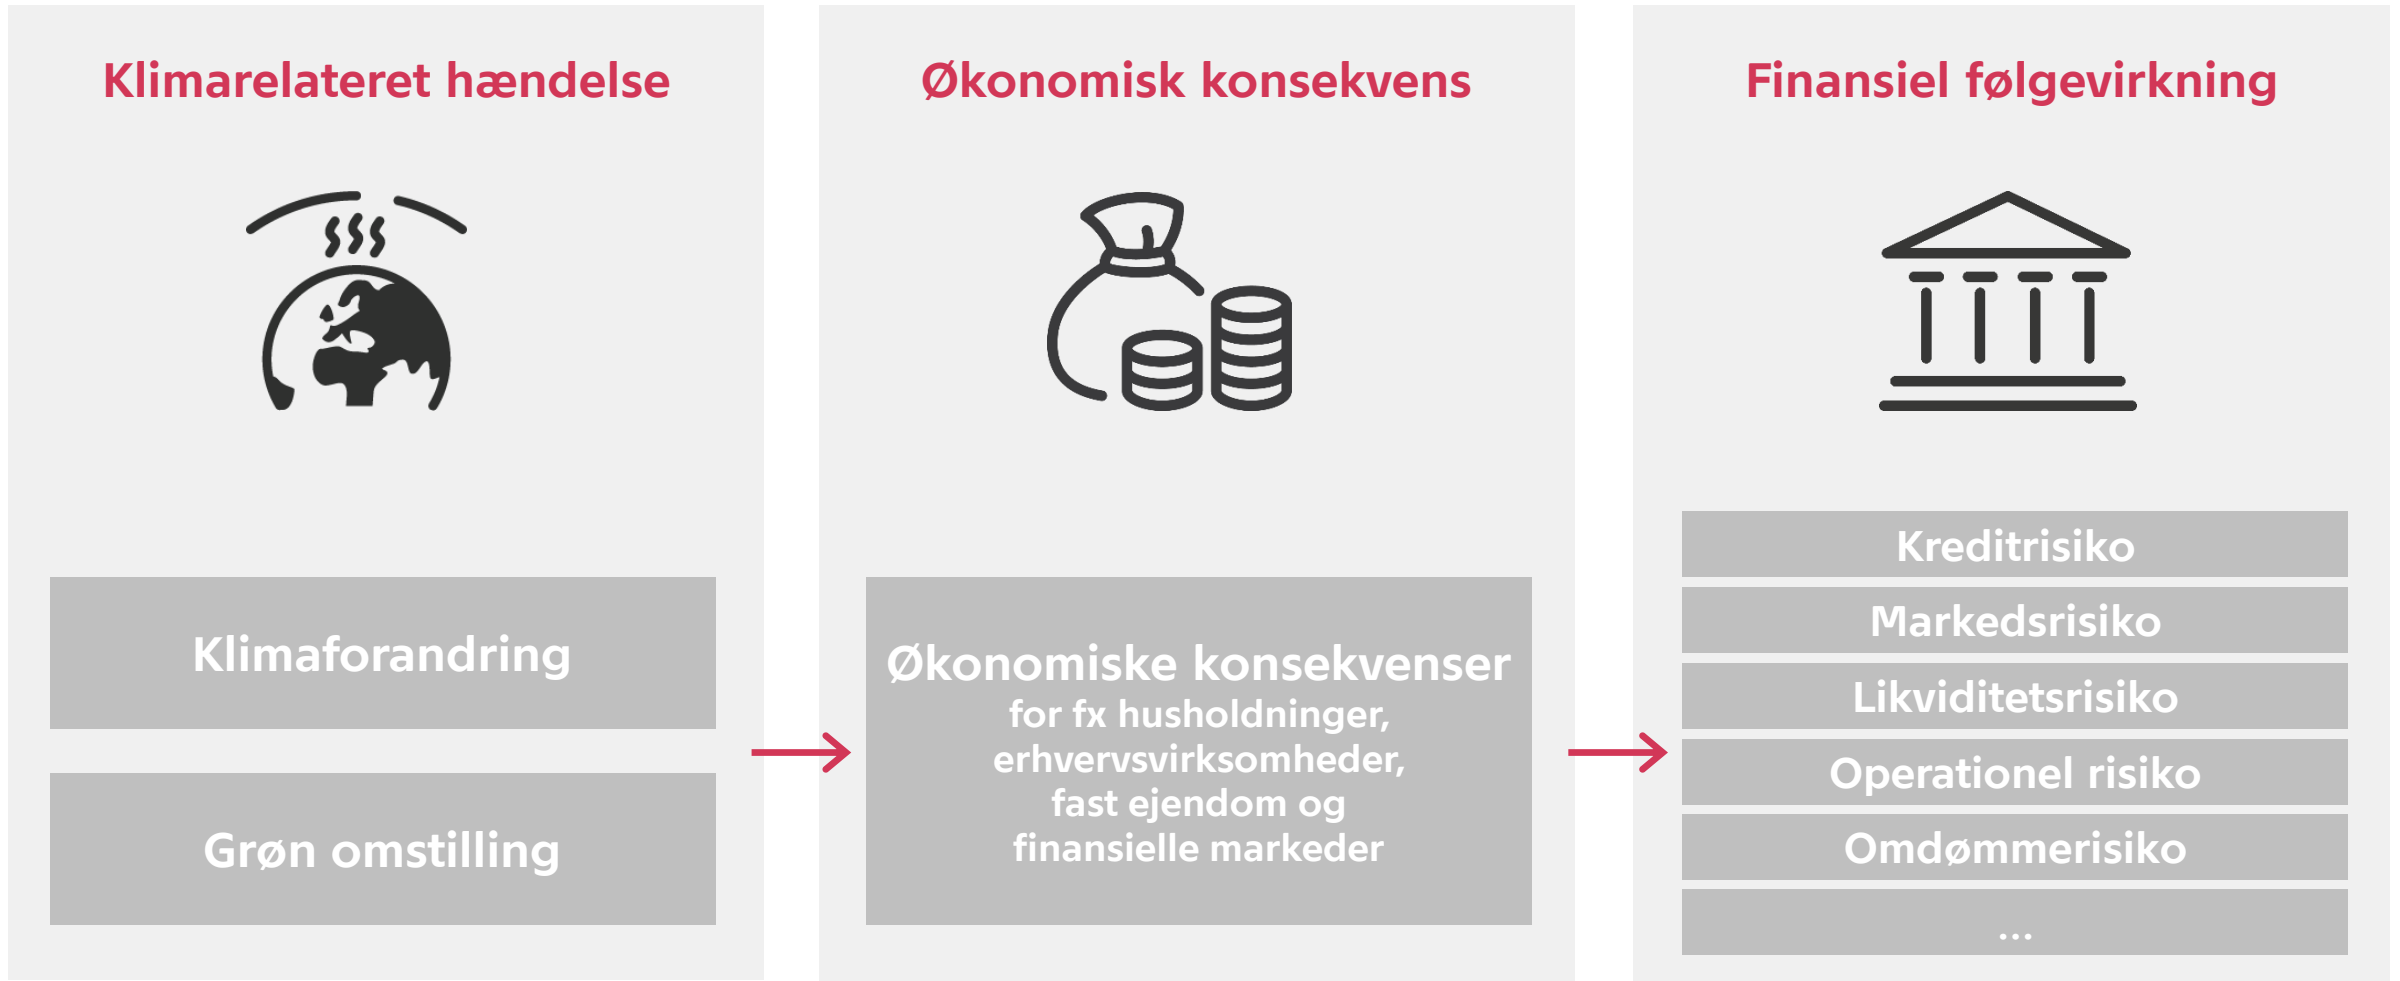 Klimarelateret hændelse
Klimaforandring
Grøn omstilling
Økonomisk konsekvens
Økonomiske konsekvenser
for fx husholdninger,
erhvervsvirksomheder,
fast ejendom og
finansielle markeder
Finansiel følgevirkning
Kreditrisiko
Markedsrisiko
Likviditetsrisiko
Operationel risiko
Omdømmerisiko
...